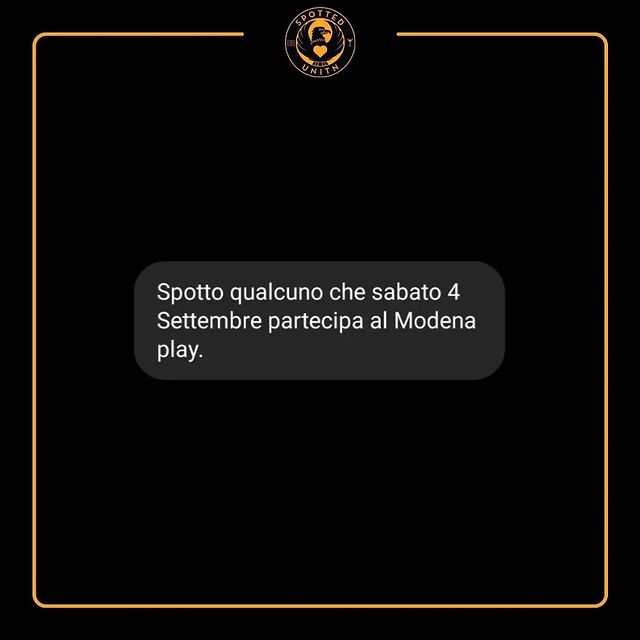 SPOTTED
UNITN
Spotto qualcuno che sabato 4
Settembre partecipa al Modena
play.